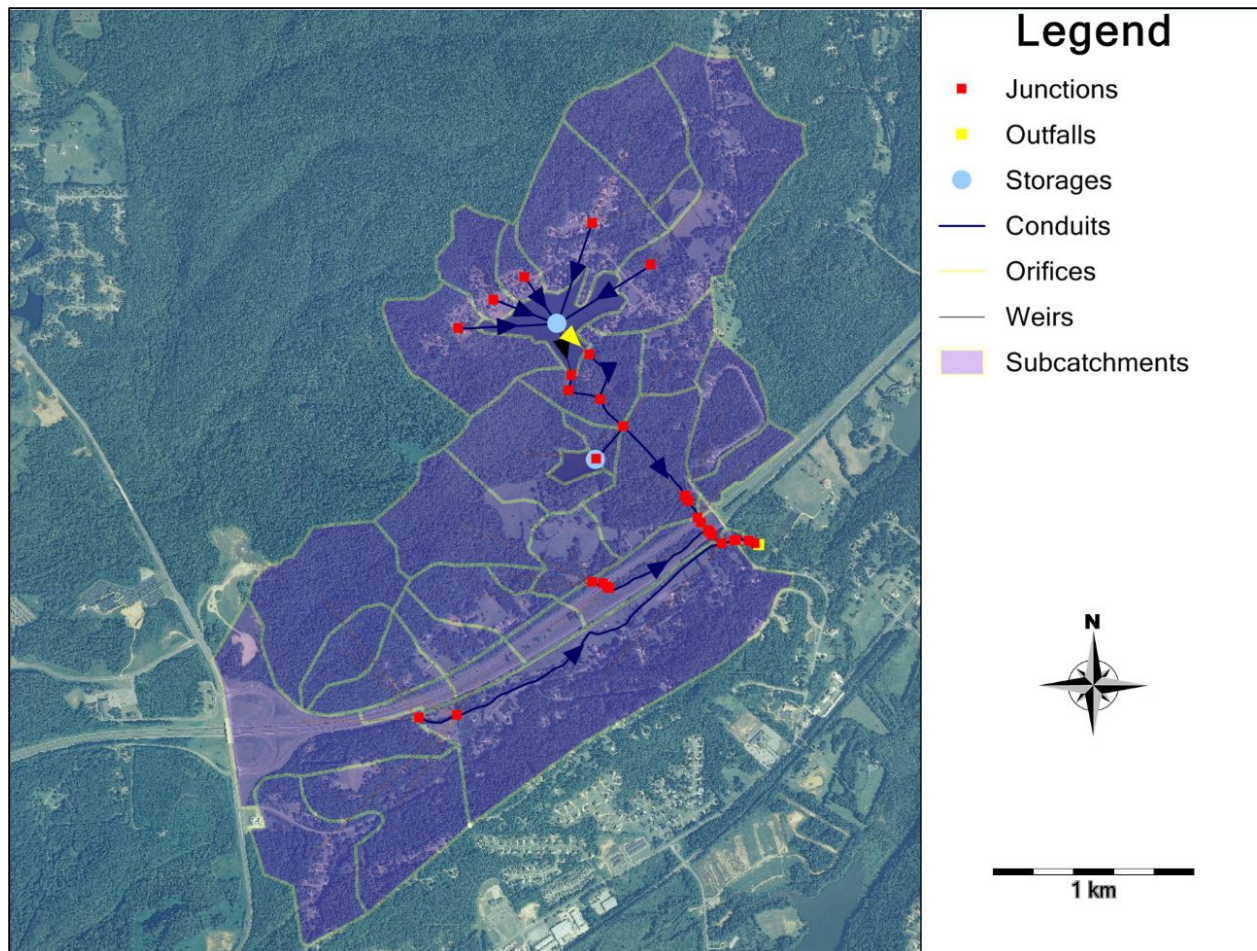 Legend
Junctions
Outfalls
Storages
Conduits
Orifices
Weirs
Subcatchments
N
1 km